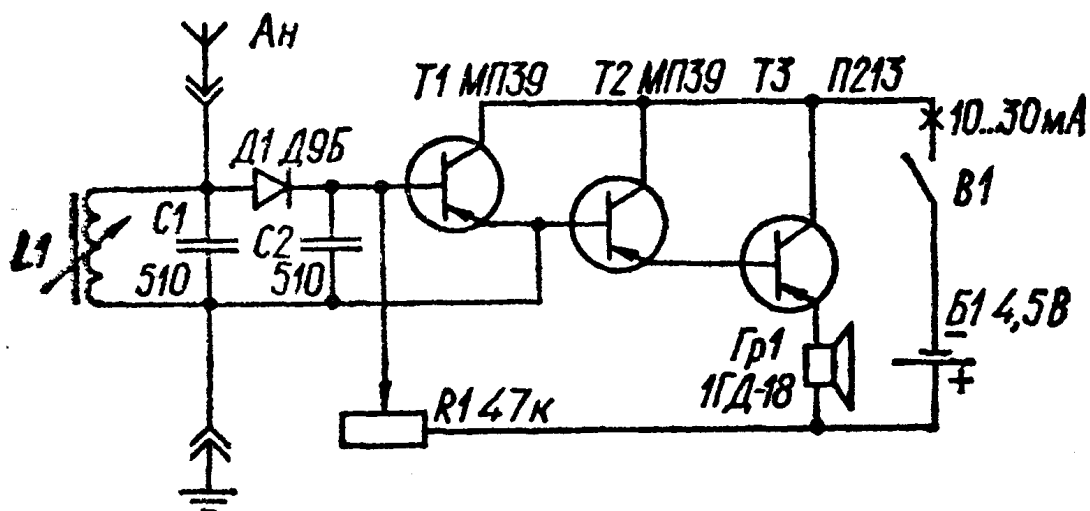 Ан
Т1 МП39
Т2 МП39
Т3 П213
10...30мА
Д1 Д9Б
В1
С1
510
С2
510
L1
Б1 4,5В
−
+
Гр1
1ГД-18
R1 47к